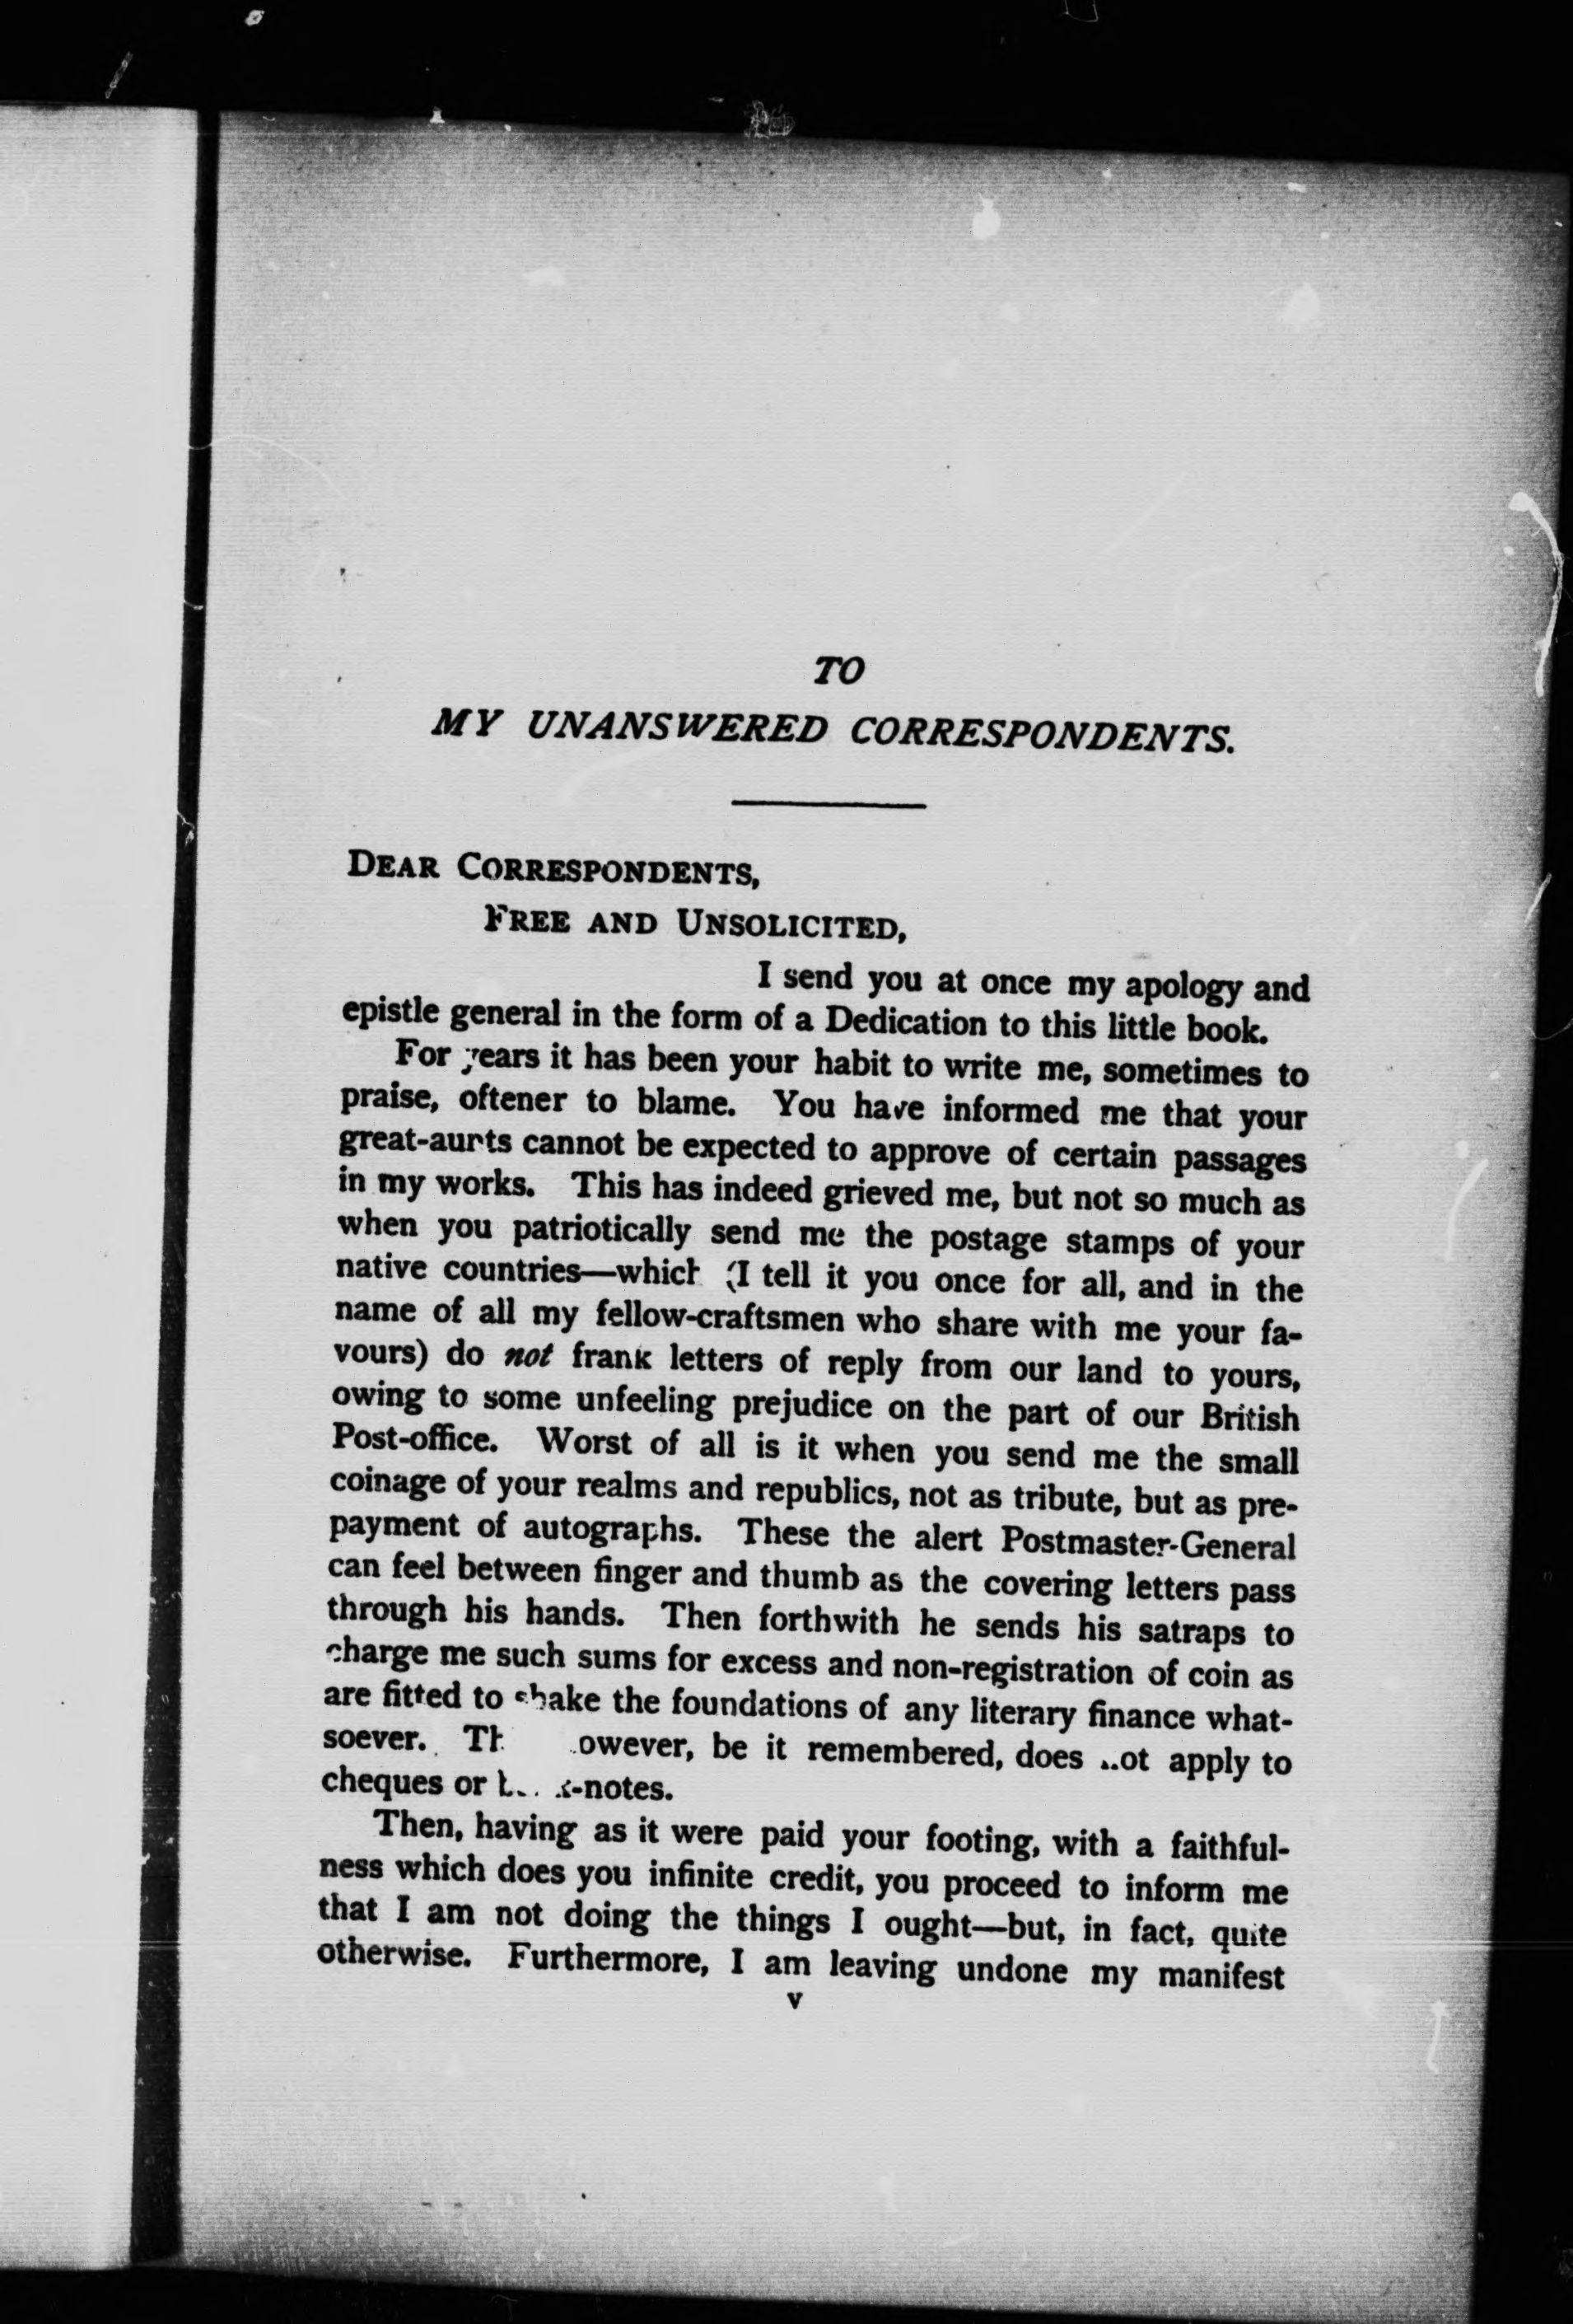 TO
MY UNANSWERED CORRESPONDENTS.
DEAR CORRESPONDENTS,
FREE AND UNSOLICITED,
I send you at once my apology and
epistle general in the form of a Dedication to this little book.
For years it has been your habit to write me, sometimes to
praise, oftener to blame. You have informed me that your
great-aunts cannot be expected to approve of certain passages
in my works. This has indeed grieved me, but not so much as
when you patriotically send me the postage stamps of your
native countries—which (I tell it you once for all, and in the
name of all my fellow-craftsmen who share with me your fa-
vours) do not frank letters of reply from our land to yours,
owing to some unfeeling prejudice on the part of our British
Post-office. Worst of all is it when you send me the small
coinage of your realms and republics, not as tribute, but as pre-
payment of autographs. These the alert Postmaster-General
can feel between finger and thumb as the covering letters pass
through his hands. Then forthwith he sends his satraps to
charge me such sums for excess and non-registration of coin as
are fitted to shake the foundations of any literary finance what-
soever. however, be it remembered, does not apply to
cheques or -notes.
Then, having as it were paid your footing, with a faithful-
ness which does you infinite credit, you proceed to inform me
that I am not doing the things I ought—but, in fact, quite
otherwise. Furthermore, I am leaving undone my manifest
v